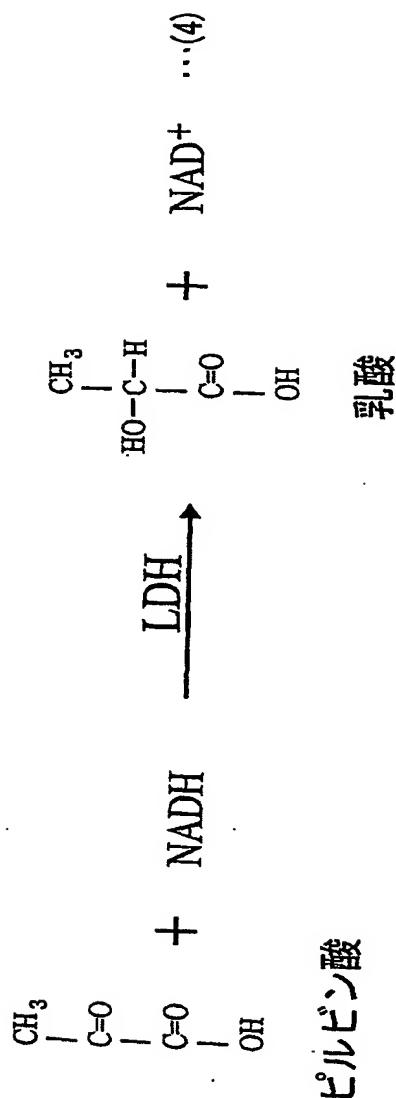 CH₃
|
C=O
|
C=O
|
OH
ピルビン酸
+ NADH
LDH
CH₃
|
HO-C-H
|
C=O
|
OH
乳酸
+ NAD⁺ …(4)